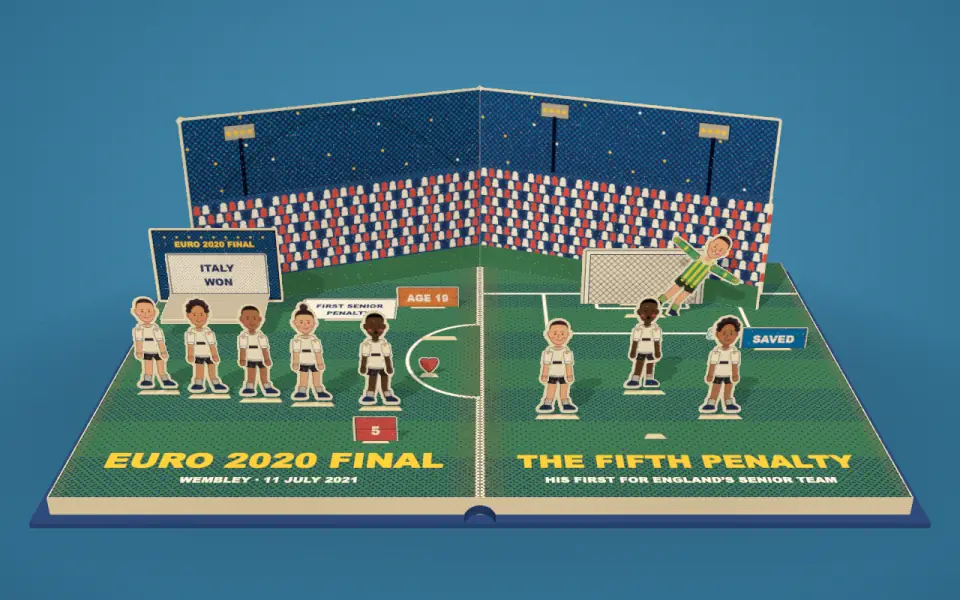 EURO 2020 FINAL
ITALY
WON
FIRST SENIOR
PENALTY
AGE 19
5
SAVED
EURO 2020 FINAL
WEMBLEY · 11 JULY 2021
THE FIFTH PENALTY
HIS FIRST FOR ENGLAND'S SENIOR TEAM